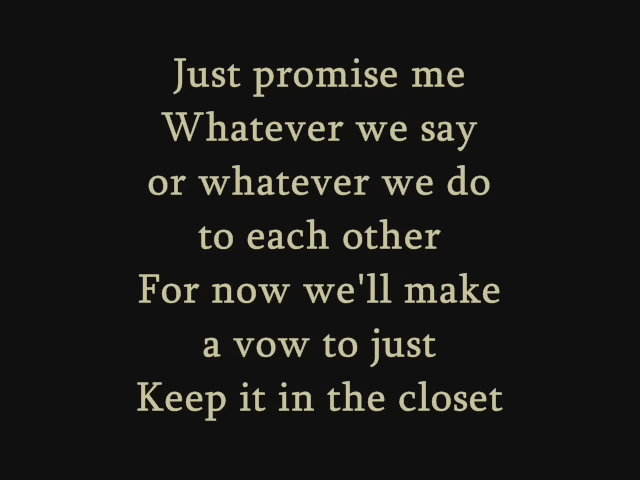 Just promise me
Whatever we say
or whatever we do
to each other
For now we'll make
a vow to just
Keep it in the closet